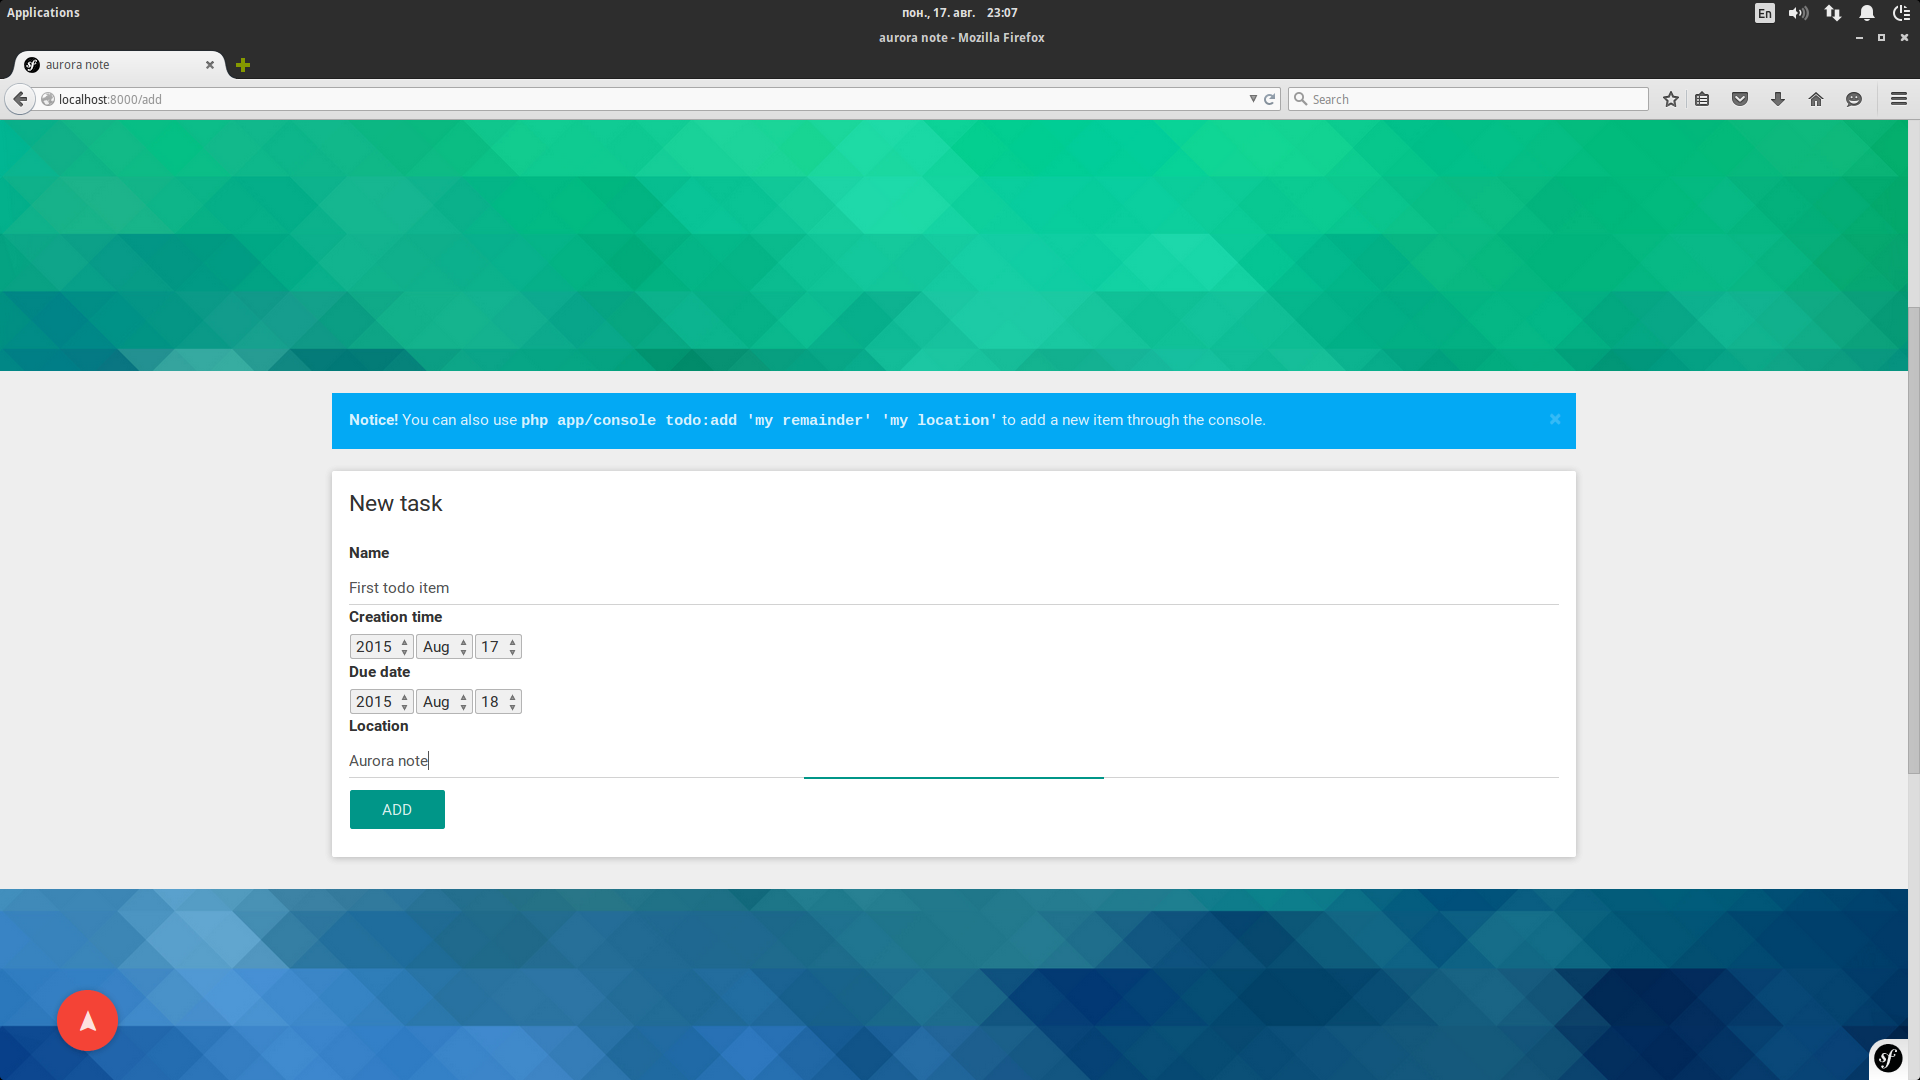 Applications
пон., 17. авг. 23:07
En
aurora note - Mozilla Firefox
sf aurora note
localhost:8000/add
Search
Notice! You can also use php app/console todo:add 'my remainder' 'my location' to add a new item through the console.
New task
Name
First todo item
Creation time
2015 Aug 17
Due date
2015 Aug 18
Location
Aurora note
ADD
sf